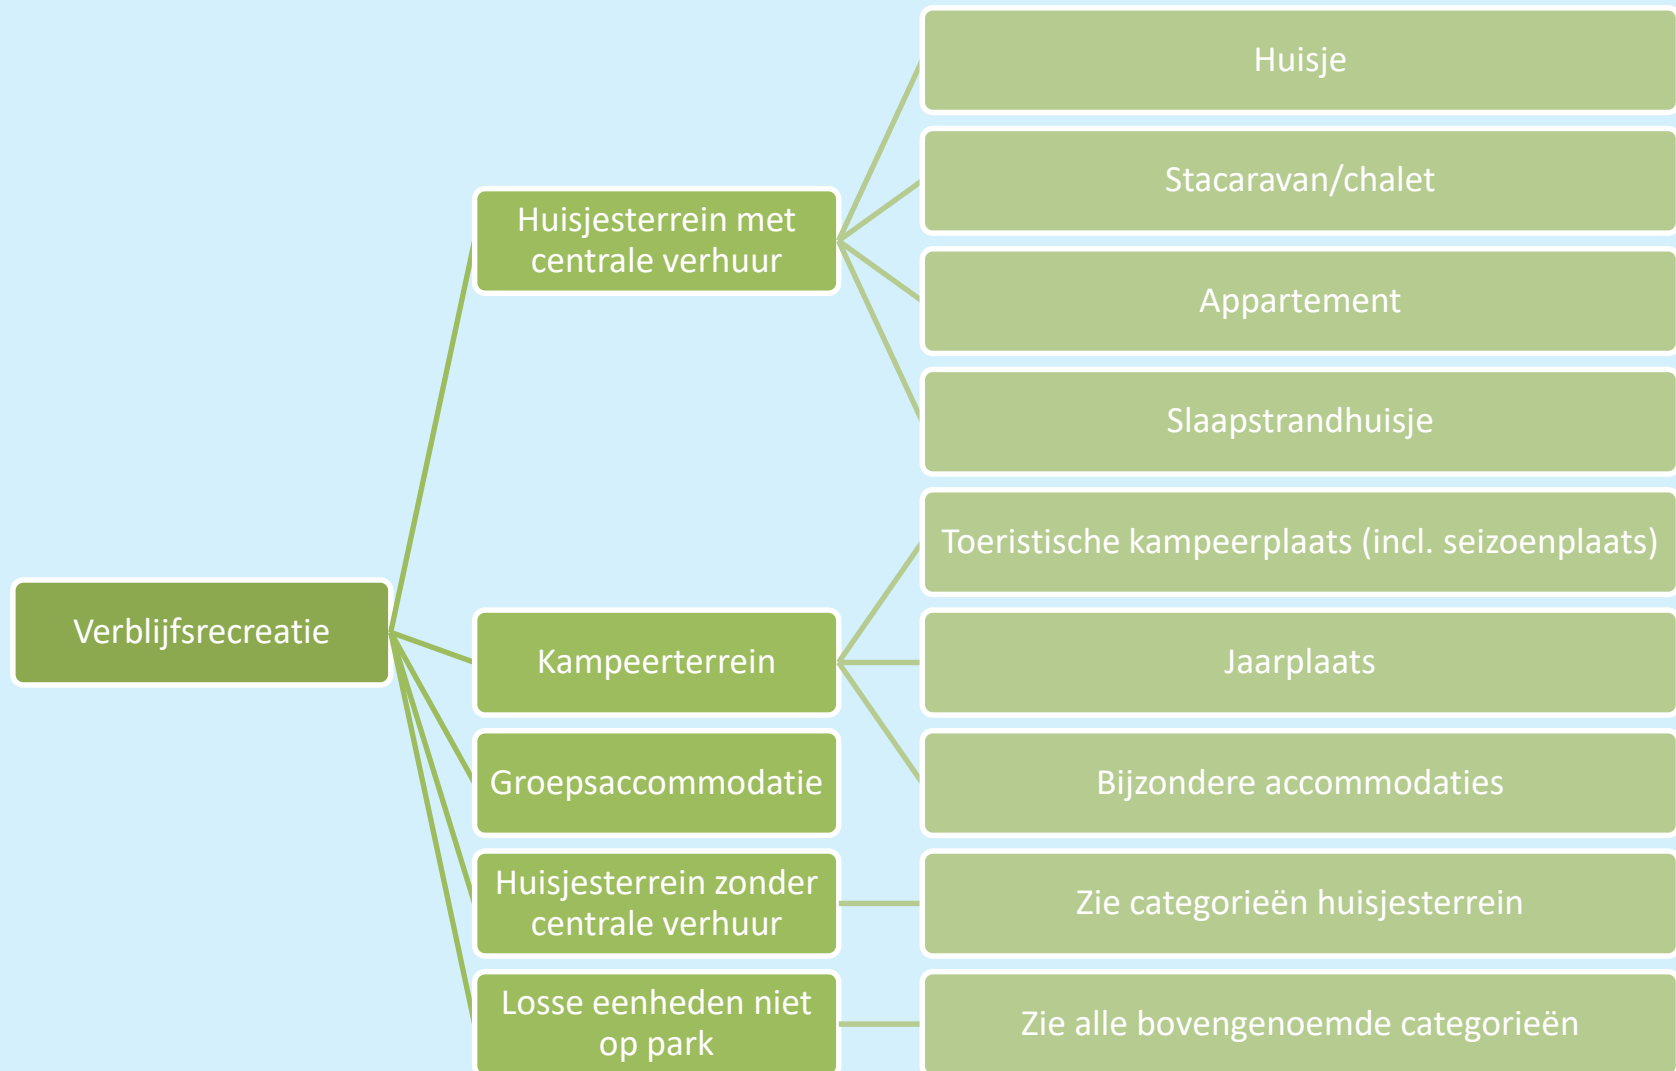 Verblijfsrecreatie
Huisjesterrein met
centrale verhuur
Huisje
Stacaravan/chalet
Appartement
Slaapstrandhuisje
Kampeerterrein
Toeristische kampeerplaats (incl. seizoenplaats)
Jaarplaats
Bijzondere accommodaties
Groepsaccommodatie
Huisjesterrein zonder
centrale verhuur
Zie categorieën huisjesterrein
Losse eenheden niet
op park
Zie alle bovengenoemde categorieën